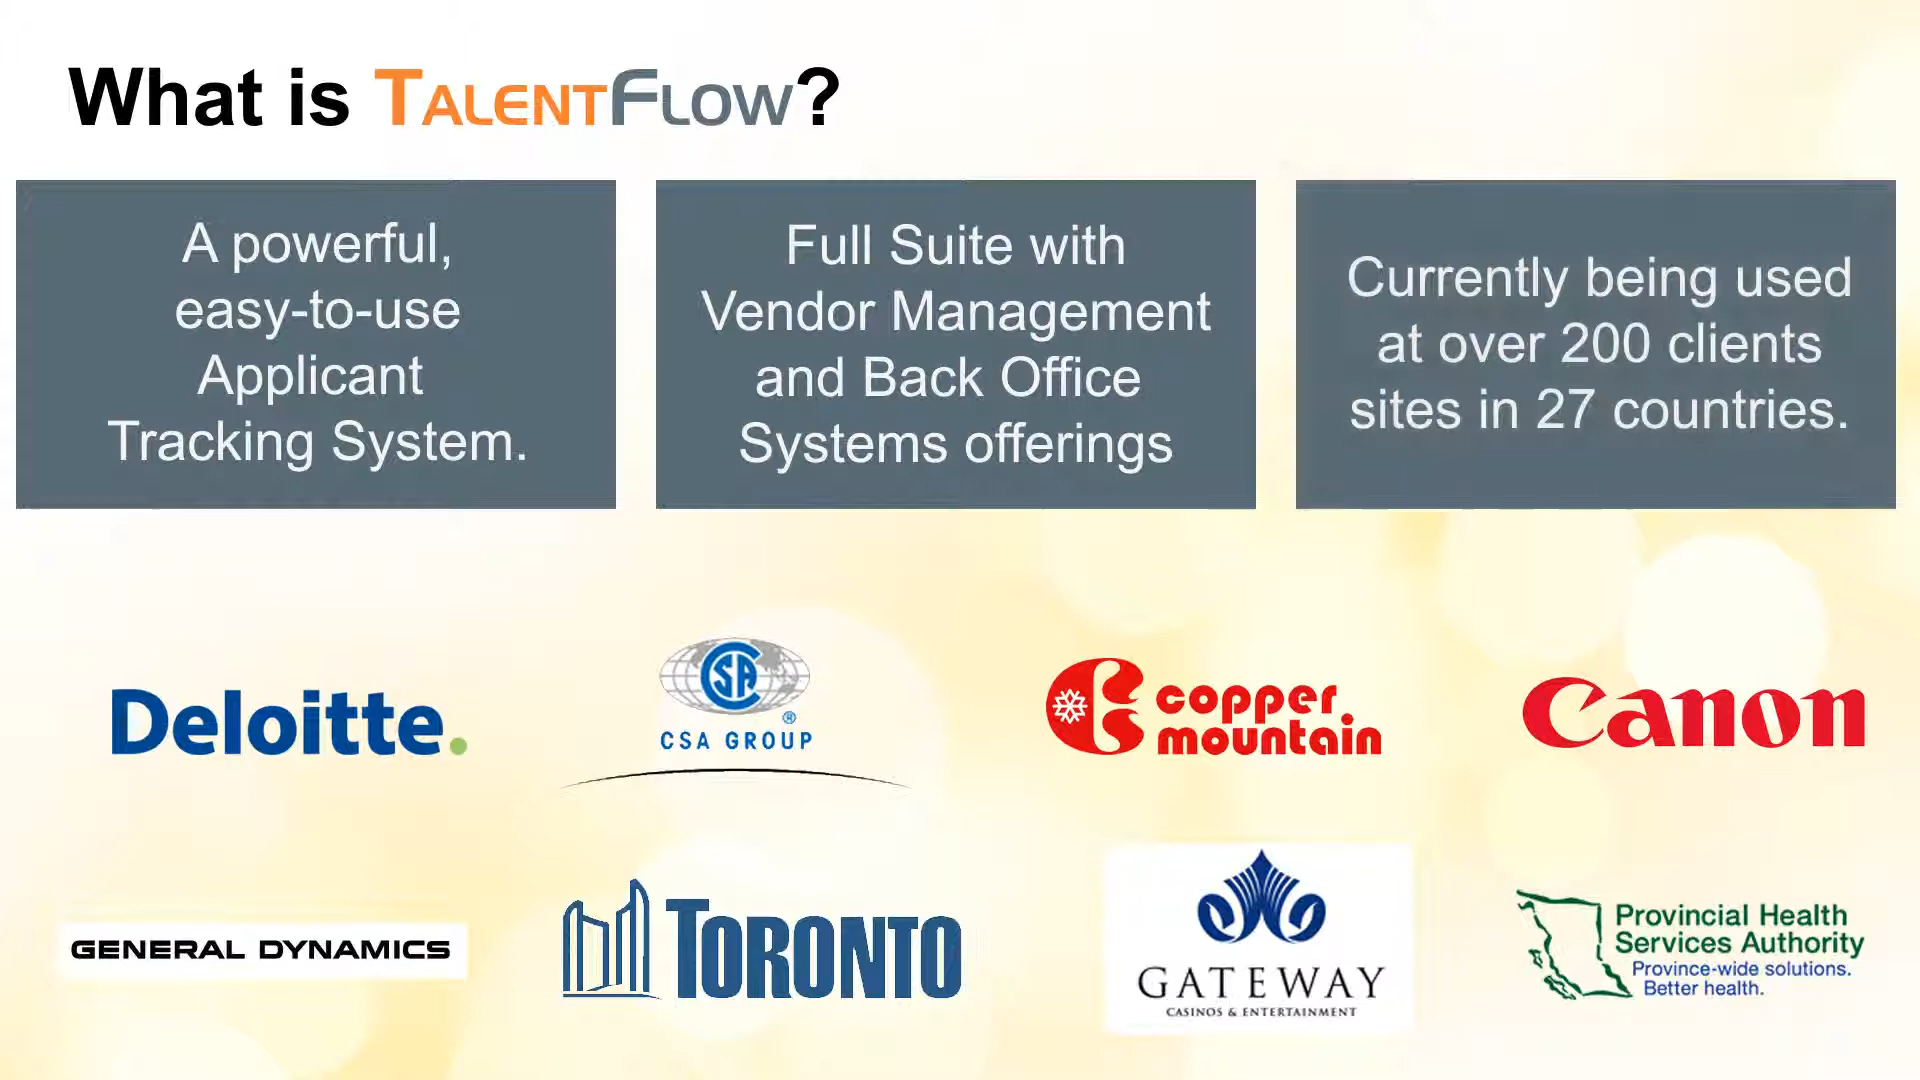 What is TALENTFLOW?
A powerful,
easy-to-use
Applicant
Tracking System.
Full Suite with
Vendor Management
and Back Office
Systems offerings
Currently being used
at over 200 clients
sites in 27 countries.
Deloitte.
CSA
®
CSA GROUP
copper
mountain
Canon
GENERAL DYNAMICS
TORONTO
GATEWAY
CASINOS & ENTERTAINMENT
Provincial Health
Services Authority
Province-wide solutions.
Better health.